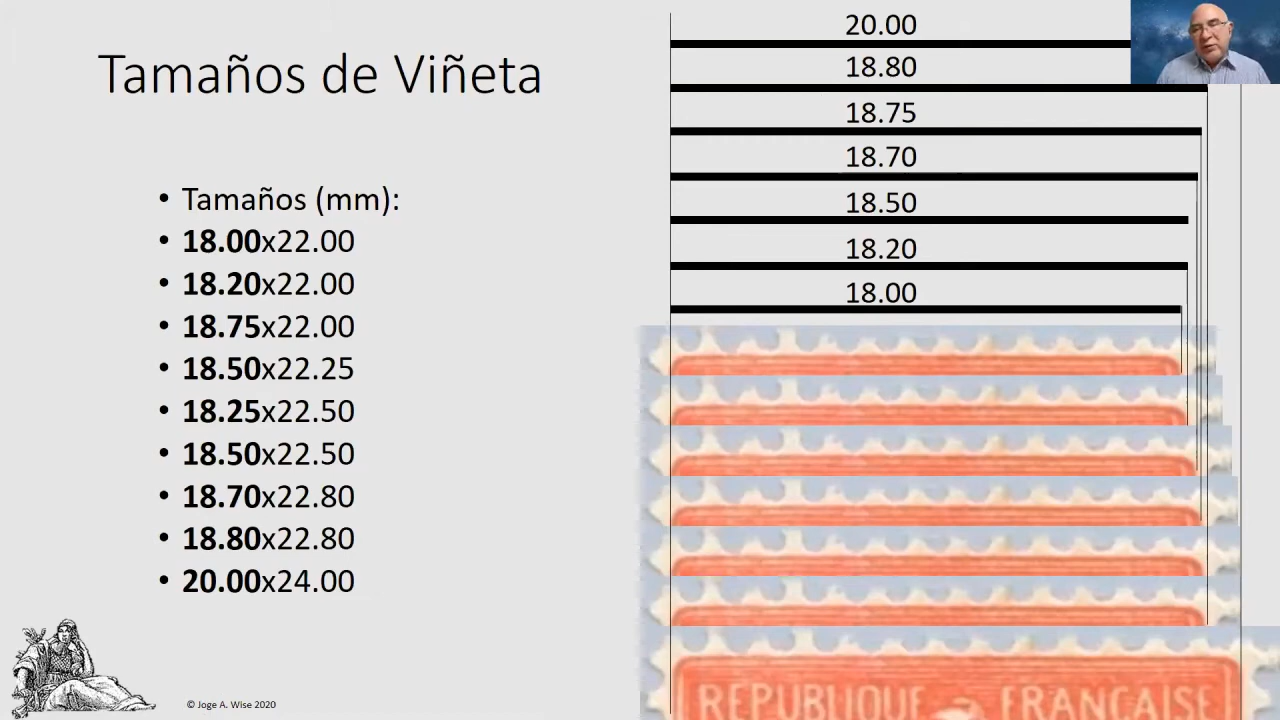 Tamaños de Viñeta
• Tamaños (mm):
• 18.00x22.00
• 18.20x22.00
• 18.75x22.00
• 18.50x22.25
• 18.25x22.50
• 18.50x22.50
• 18.70x22.80
• 18.80x22.80
• 20.00x24.00
© Joge A. Wise 2020
20.00
18.80
18.75
18.70
18.50
18.20
18.00
REPUBLIQUE FRANÇAISE